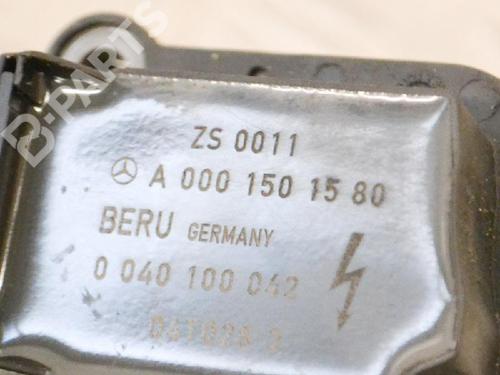 B-PARTS
ZS 0011
A 000 150 15 80
BERU GERMANY
0 040 100 042